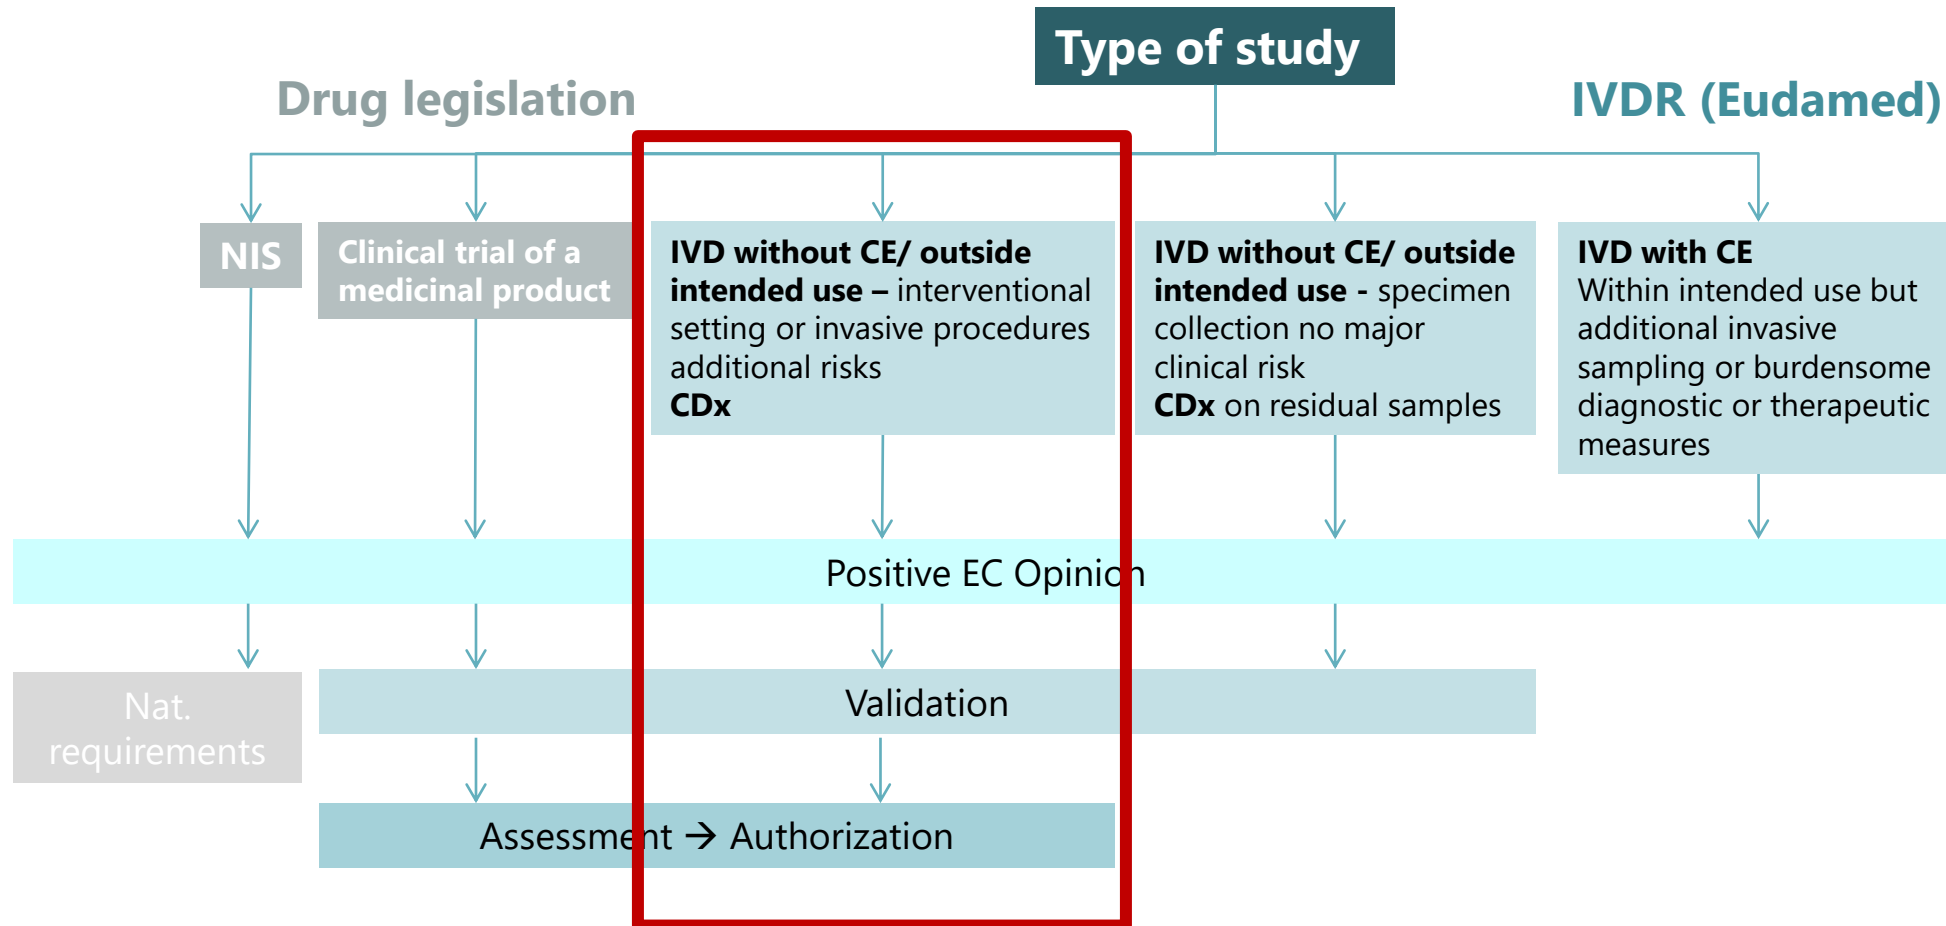 Type of study
Drug legislation
IVDR (Eudamed)
NIS
Clinical trial of a
medicinal product
IVD without CE/ outside
intended use – interventional
setting or invasive procedures
additional risks
CDx
IVD without CE/ outside
intended use - specimen
collection no major
clinical risk
CDx on residual samples
IVD with CE
Within intended use but
additional invasive
sampling or burdensome
diagnostic or therapeutic
measures
Positive EC Opinion
Nat.
requirements
Validation
Assessment → Authorization